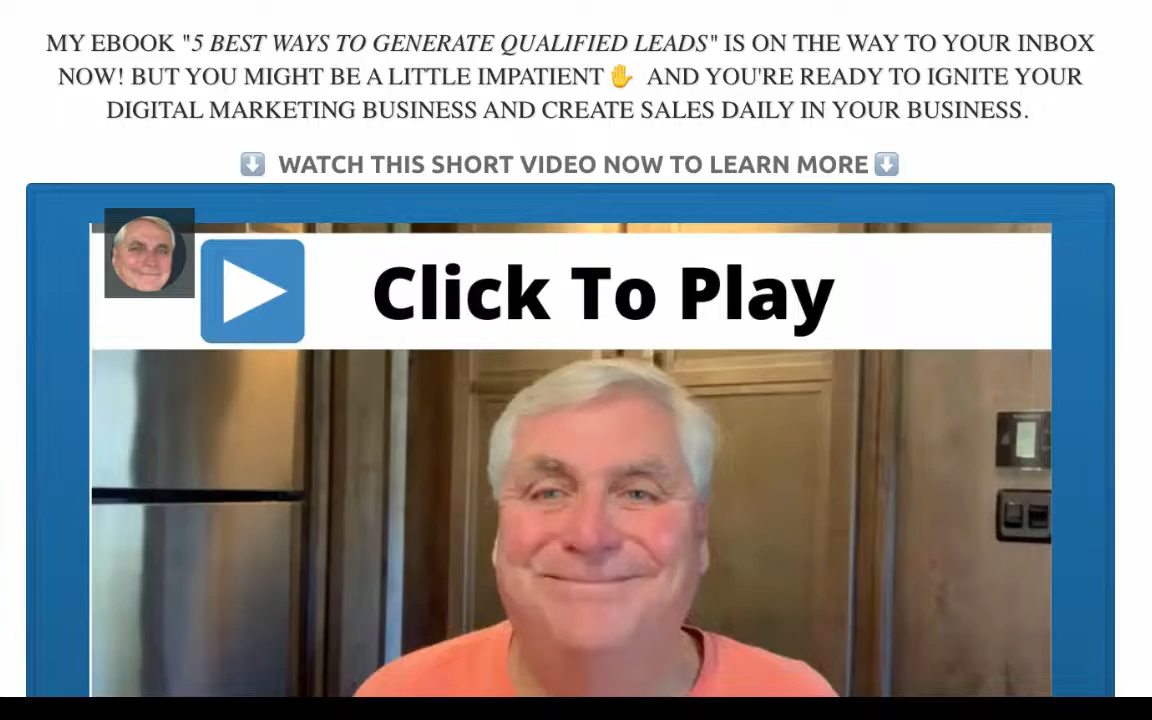 MY EBOOK "5 BEST WAYS TO GENERATE QUALIFIED LEADS" IS ON THE WAY TO YOUR INBOX
NOW! BUT YOU MIGHT BE A LITTLE IMPATIENT✋ AND YOU'RE READY TO IGNITE YOUR
DIGITAL MARKETING BUSINESS AND CREATE SALES DAILY IN YOUR BUSINESS.
⬇️ WATCH THIS SHORT VIDEO NOW TO LEARN MORE⬇️
Click To Play